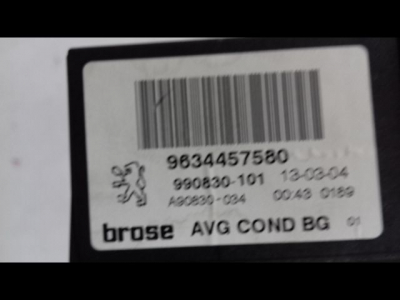 9634457580
990830-101 13-03-04
A90830-034 00:43 0189
brose AVG COND BG 01